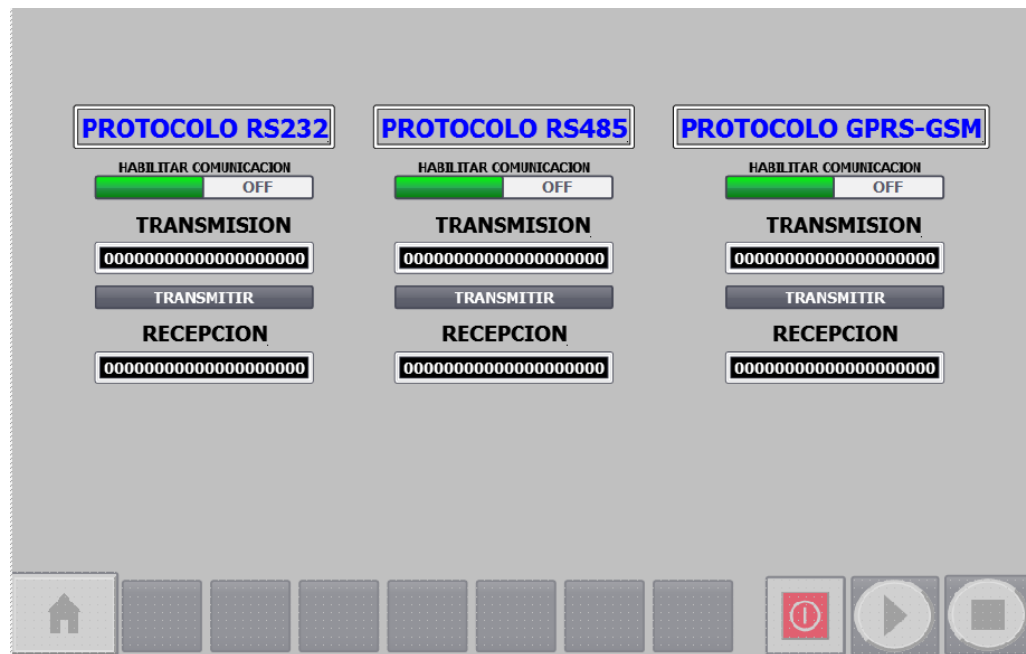 PROTOCOLO RS232
HABILITAR COMUNICACION
OFF
TRANSMISION
00000000000000000000
TRANSMITIR
RECEPCION
00000000000000000000
PROTOCOLO RS485
HABILITAR COMUNICACION
OFF
TRANSMISION
00000000000000000000
TRANSMITIR
RECEPCION
00000000000000000000
PROTOCOLO GPRS-GSM
HABILITAR COMUNICACION
OFF
TRANSMISION
00000000000000000000
TRANSMITIR
RECEPCION
00000000000000000000